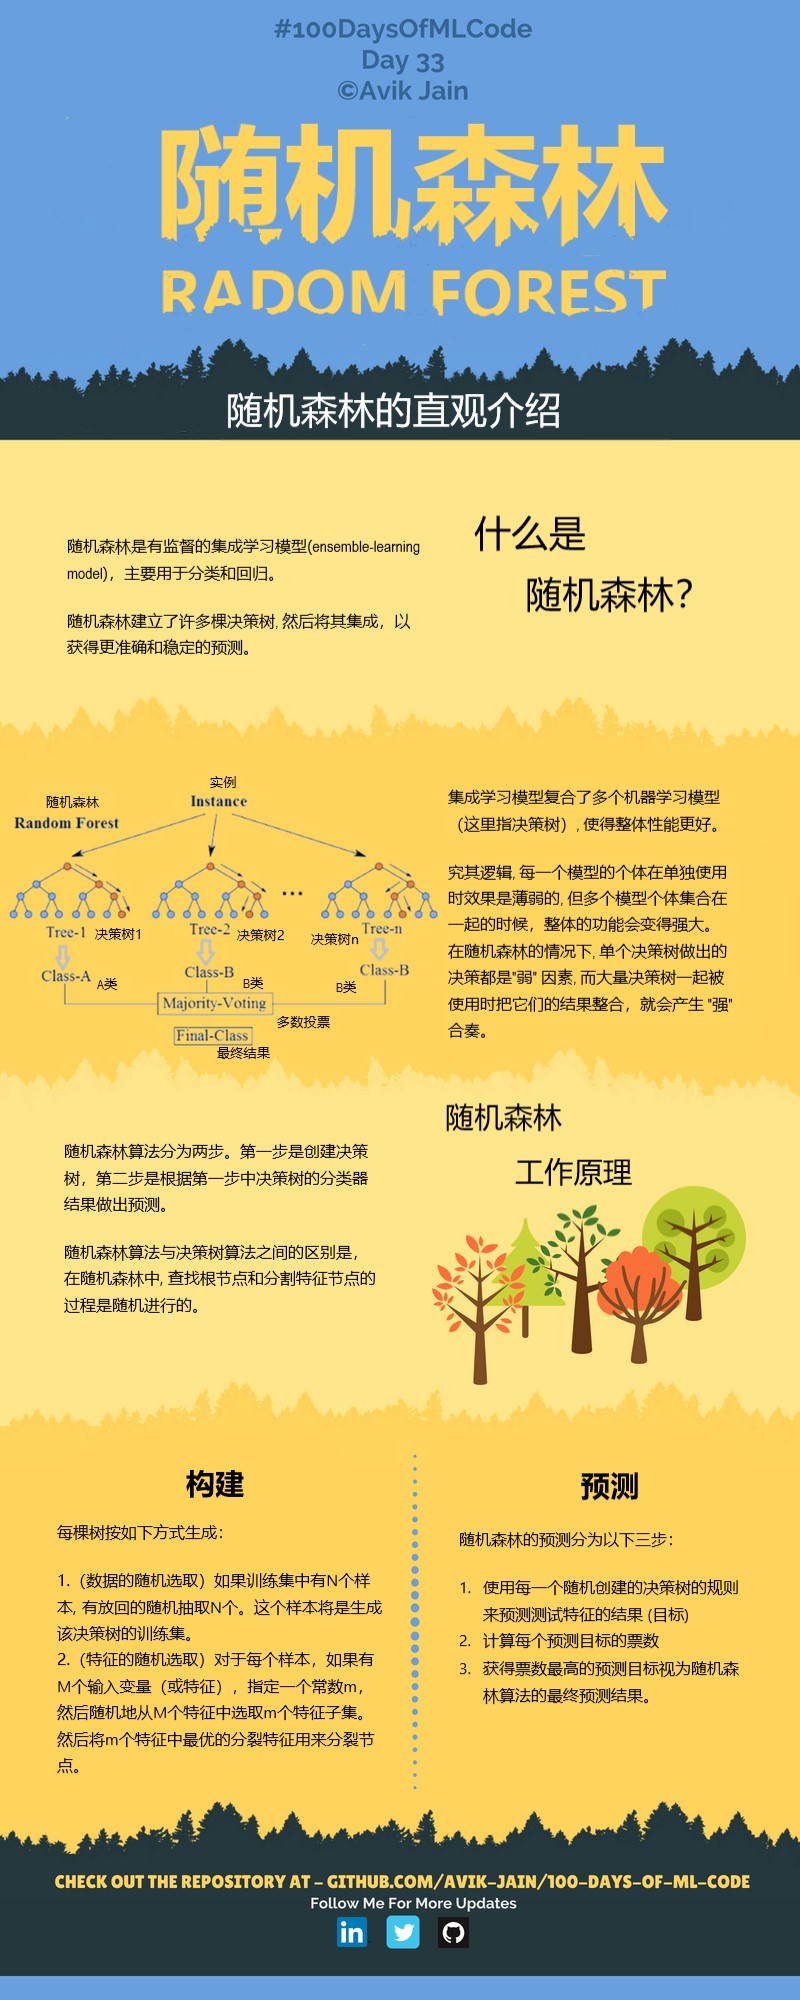 #100DaysOfMLCode
Day 33
©Avik Jain
随机森林
RADOM FOREST
随机森林的直观介绍
什么是
随机森林?
随机森林是有监督的集成学习模型(ensemble-learning
model)，主要用于分类和回归。
随机森林建立了许多棵决策树, 然后将其集成，以
获得更准确和稳定的预测。
实例
Instance
随机森林
Random Forest
Tree-1 决策树1
Tree-2 决策树2
决策树n Tree-n
Class-A A类
Class-B B类
B类 Class-B
Majority-Voting
多数投票
Final-Class
最终结果
集成学习模型复合了多个机器学习模型
（这里指决策树）, 使得整体性能更好。
究其逻辑, 每一个模型的个体在单独使用
时效果是薄弱的, 但多个模型个体集合在
一起的时候，整体的功能会变得强大。
在随机森林的情况下, 单个决策树做出的
决策都是"弱" 因素, 而大量决策树一起被
使用时把它们的结果整合，就会产生 "强"
合奏。
随机森林
工作原理
随机森林算法分为两步。第一步是创建决策
树，第二步是根据第一步中决策树的分类器
结果做出预测。
随机森林算法与决策树算法之间的区别是,
在随机森林中, 查找根节点和分割特征节点的
过程是随机进行的。
构建
每棵树按如下方式生成：
1.（数据的随机选取）如果训练集中有N个样
本, 有放回的随机抽取N个。这个样本将是生成
该决策树的训练集。
2.（特征的随机选取）对于每个样本，如果有
M个输入变量（或特征），指定一个常数m，
然后随机地从M个特征中选取m个特征子集。
然后将m个特征中最优的分裂特征用来分裂节
点。
预测
随机森林的预测分为以下三步：
1. 使用每一个随机创建的决策树的规则
来预测测试特征的结果 (目标)
2. 计算每个预测目标的票数
3. 获得票数最高的预测目标视为随机森
林算法的最终预测结果。
CHECK OUT THE REPOSITORY AT - GITHUB.COM/AVIK-JAIN/100-DAYS-OF-ML-CODE
Follow Me For More Updates
in